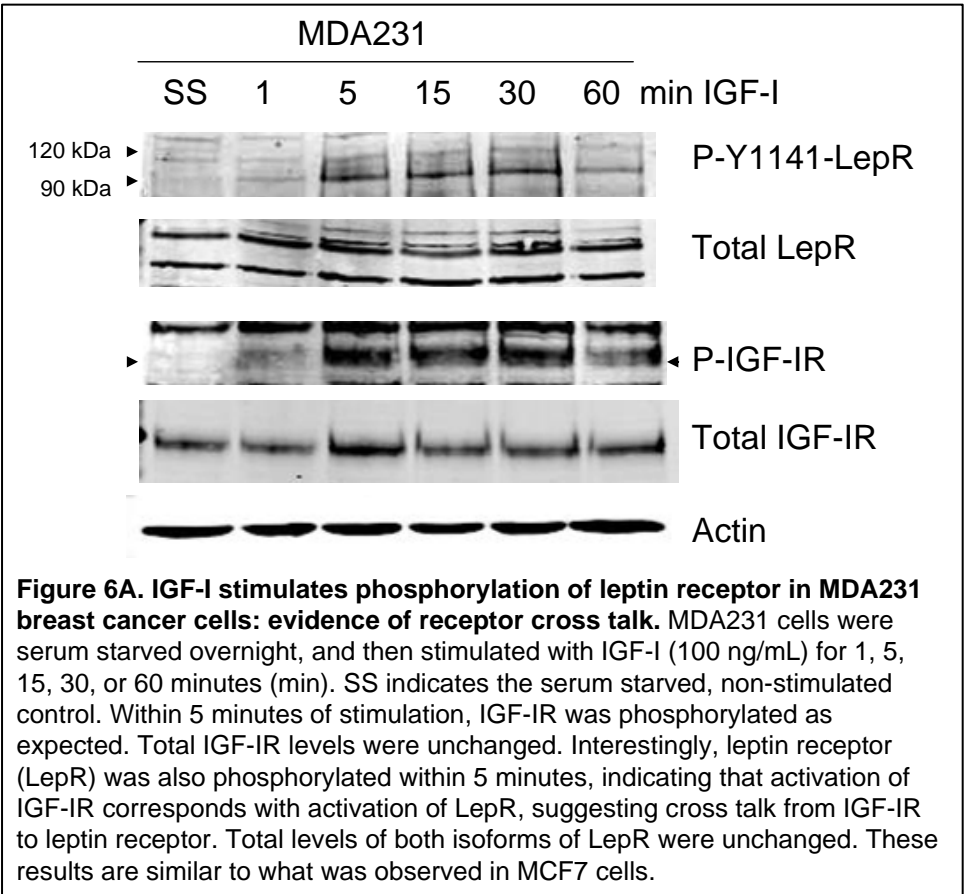 MDA231
SS 1 5 15 30 60 min IGF-I
120 kDa
90 kDa
P-Y1141-LepR
Total LepR
P-IGF-IR
Total IGF-IR
Actin
Figure 6A. IGF-I stimulates phosphorylation of leptin receptor in MDA231
breast cancer cells: evidence of receptor cross talk. MDA231 cells were
serum starved overnight, and then stimulated with IGF-I (100 ng/mL) for 1, 5,
15, 30, or 60 minutes (min). SS indicates the serum starved, non-stimulated
control. Within 5 minutes of stimulation, IGF-IR was phosphorylated as
expected. Total IGF-IR levels were unchanged. Interestingly, leptin receptor
(LepR) was also phosphorylated within 5 minutes, indicating that activation of
IGF-IR corresponds with activation of LepR, suggesting cross talk from IGF-IR
to leptin receptor. Total levels of both isoforms of LepR were unchanged. These
results are similar to what was observed in MCF7 cells.